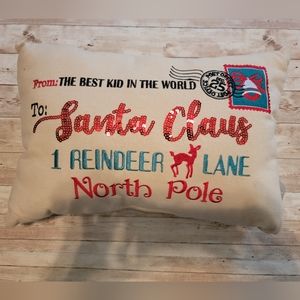 From: THE BEST KID IN THE WORLD
To: Santa Claus
1 REINDEER LANE
North Pole